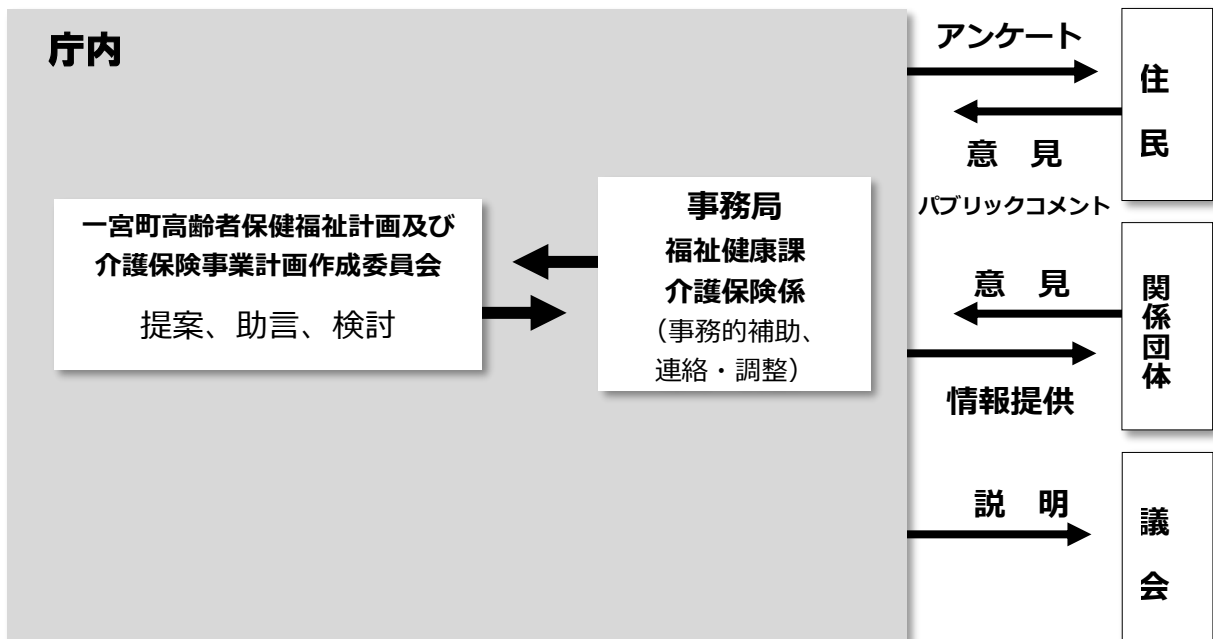 庁内
一宮町高齢者保健福祉計画及び
介護保険事業計画作成委員会
提案、助言、検討
事務局
福祉健康課
介護保険係
（事務的補助、
連絡・調整）
アンケート
意　見
パブリックコメント
住民
意　見
情報提供
関係団体
説　明
議会